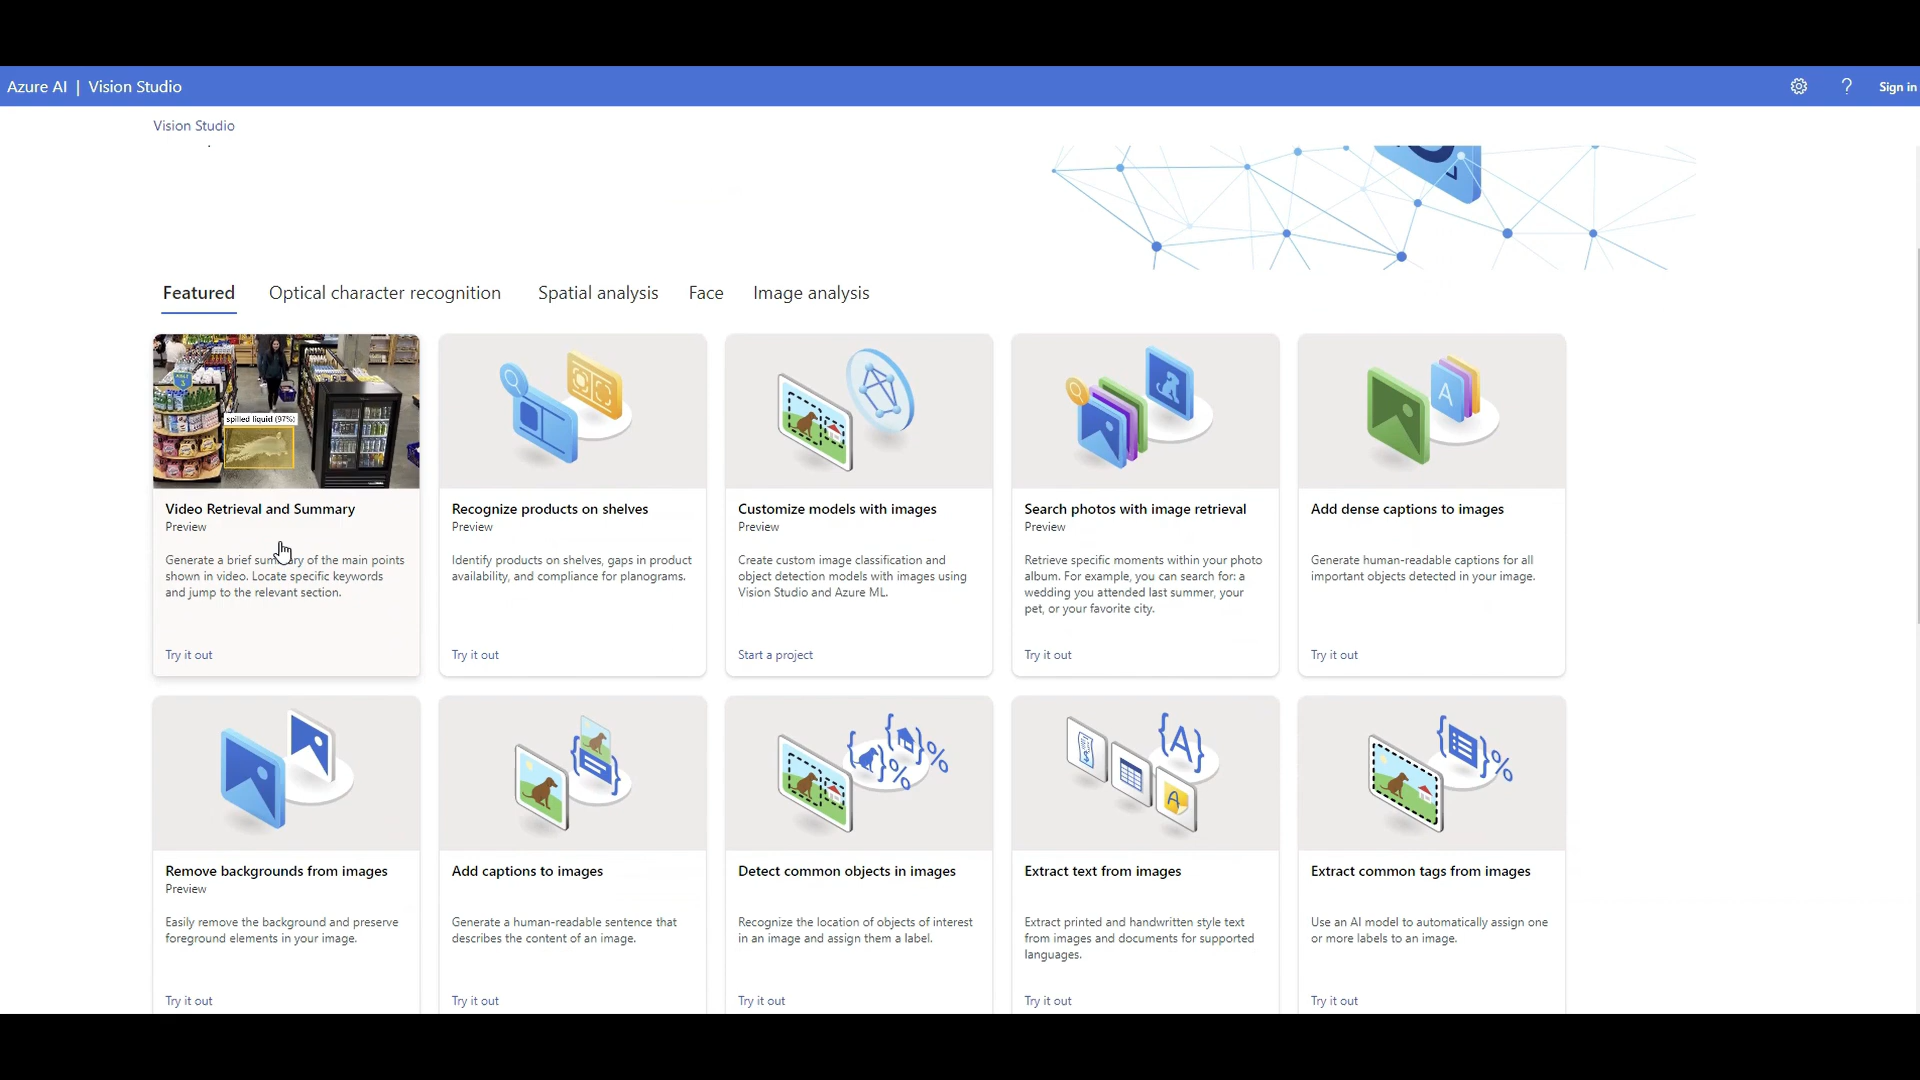 Azure AI | Vision Studio
? Sign in
Vision Studio
Featured Optical character recognition Spatial analysis Face Image analysis
spilled liquid (97%)
Video Retrieval and Summary
Preview
Generate a brief summary of the main points
shown in video. Locate specific keywords
and jump to the relevant section.
Try it out
Recognize products on shelves
Preview
Identify products on shelves, gaps in product
availability, and compliance for planograms.
Try it out
Customize models with images
Preview
Create custom image classification and
object detection models with images using
Vision Studio and Azure ML.
Start a project
Search photos with image retrieval
Preview
Retrieve specific moments within your photo
album. For example, you can search for: a
wedding you attended last summer, your
pet, or your favorite city.
Try it out
A
Add dense captions to images
Generate human-readable captions for all
important objects detected in your image.
Try it out
Remove backgrounds from images
Preview
Easily remove the background and preserve
foreground elements in your image.
Try it out
Add captions to images
Generate a human-readable sentence that
describes the content of an image.
Try it out
{ }% { }%
Detect common objects in images
Recognize the location of objects of interest
in an image and assign them a label.
Try it out
{A}
A
Extract text from images
Extract printed and handwritten style text
from images and documents for supported
languages.
Try it out
{ }%
Extract common tags from images
Use an AI model to automatically assign one
or more labels to an image.
Try it out